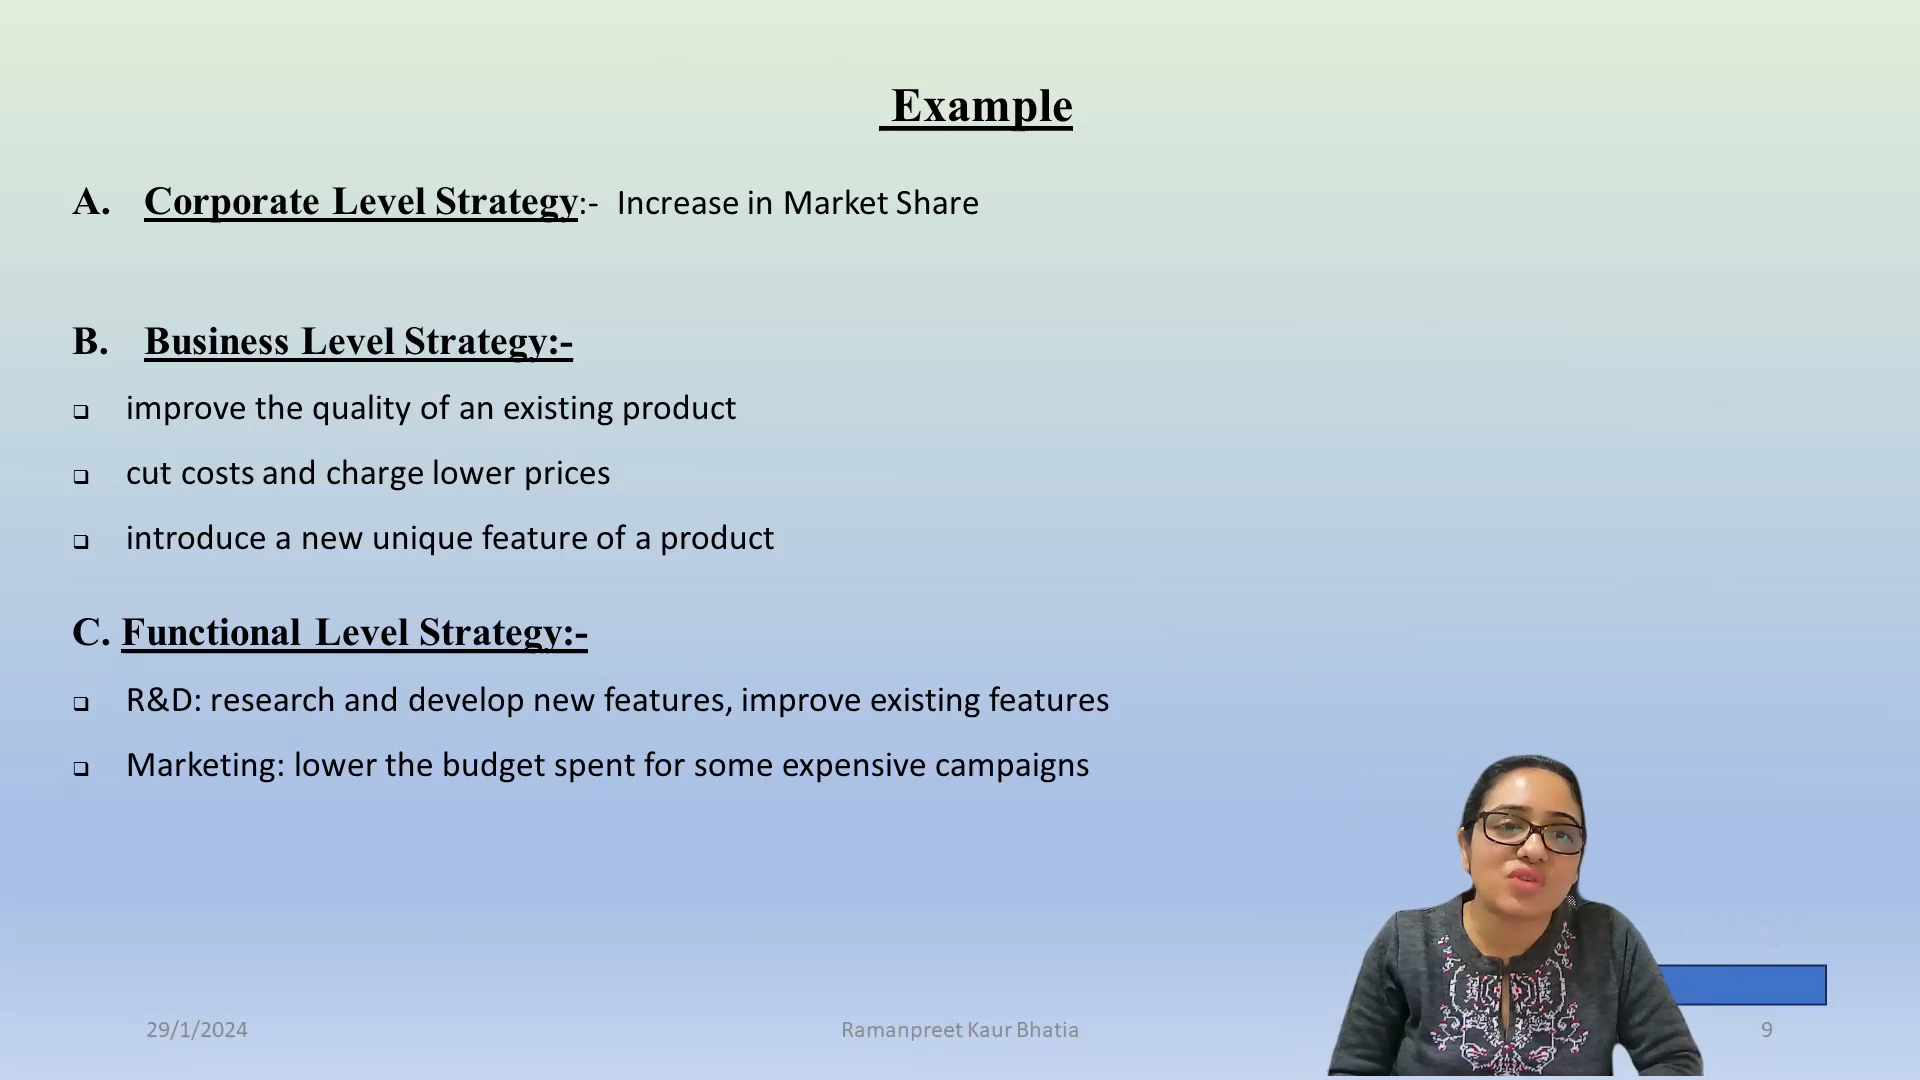 Example
A. Corporate Level Strategy:- Increase in Market Share
B. Business Level Strategy:-
❑ improve the quality of an existing product
❑ cut costs and charge lower prices
❑ introduce a new unique feature of a product
C. Functional Level Strategy:-
❑ R&D: research and develop new features, improve existing features
❑ Marketing: lower the budget spent for some expensive campaigns
29/1/2024 Ramanpreet Kaur Bhatia 9